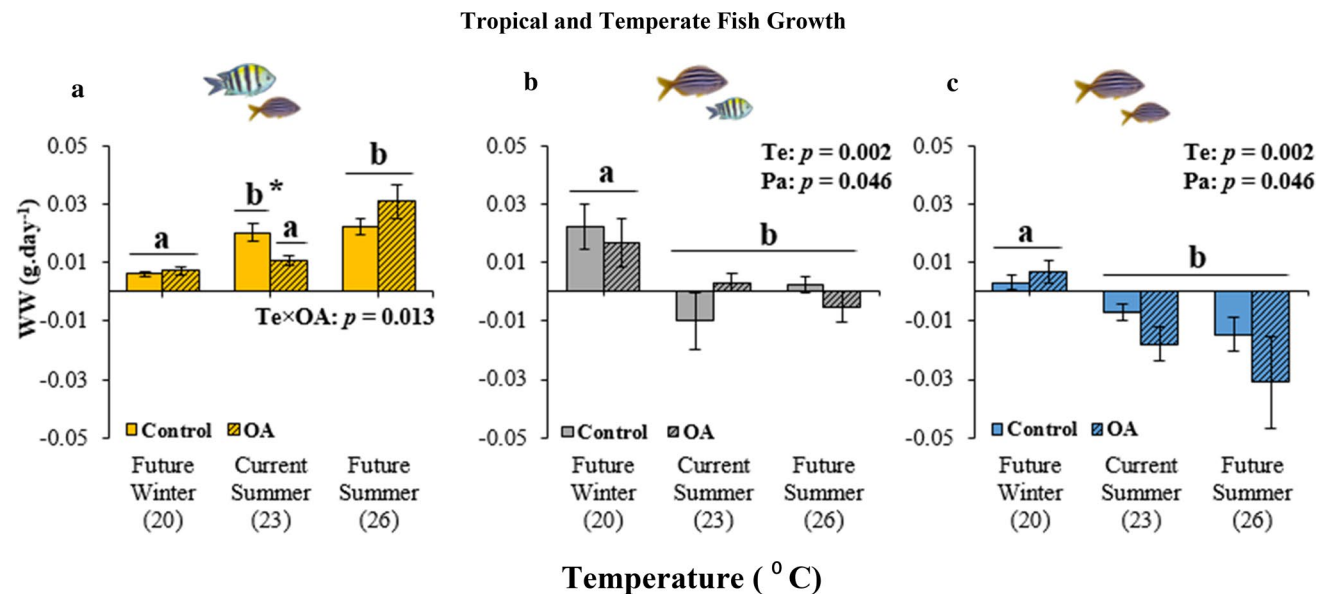 Tropical and Temperate Fish Growth
a
WW (g.day-1)
0.05
0.03
0.01
-0.01
-0.03
-0.05
a
b *
a
b
Te×OA: p = 0.013
Control OA
Future Winter (20)
Current Summer (23)
Future Summer (26)
b
0.05
0.03
0.01
-0.01
-0.03
-0.05
Te: p = 0.002
Pa: p = 0.046
a
b
Control OA
Future Winter (20)
Current Summer (23)
Future Summer (26)
c
0.05
0.03
0.01
-0.01
-0.03
-0.05
Te: p = 0.002
Pa: p = 0.046
a
b
Control OA
Future Winter (20)
Current Summer (23)
Future Summer (26)
Temperature ( ⁰ C)